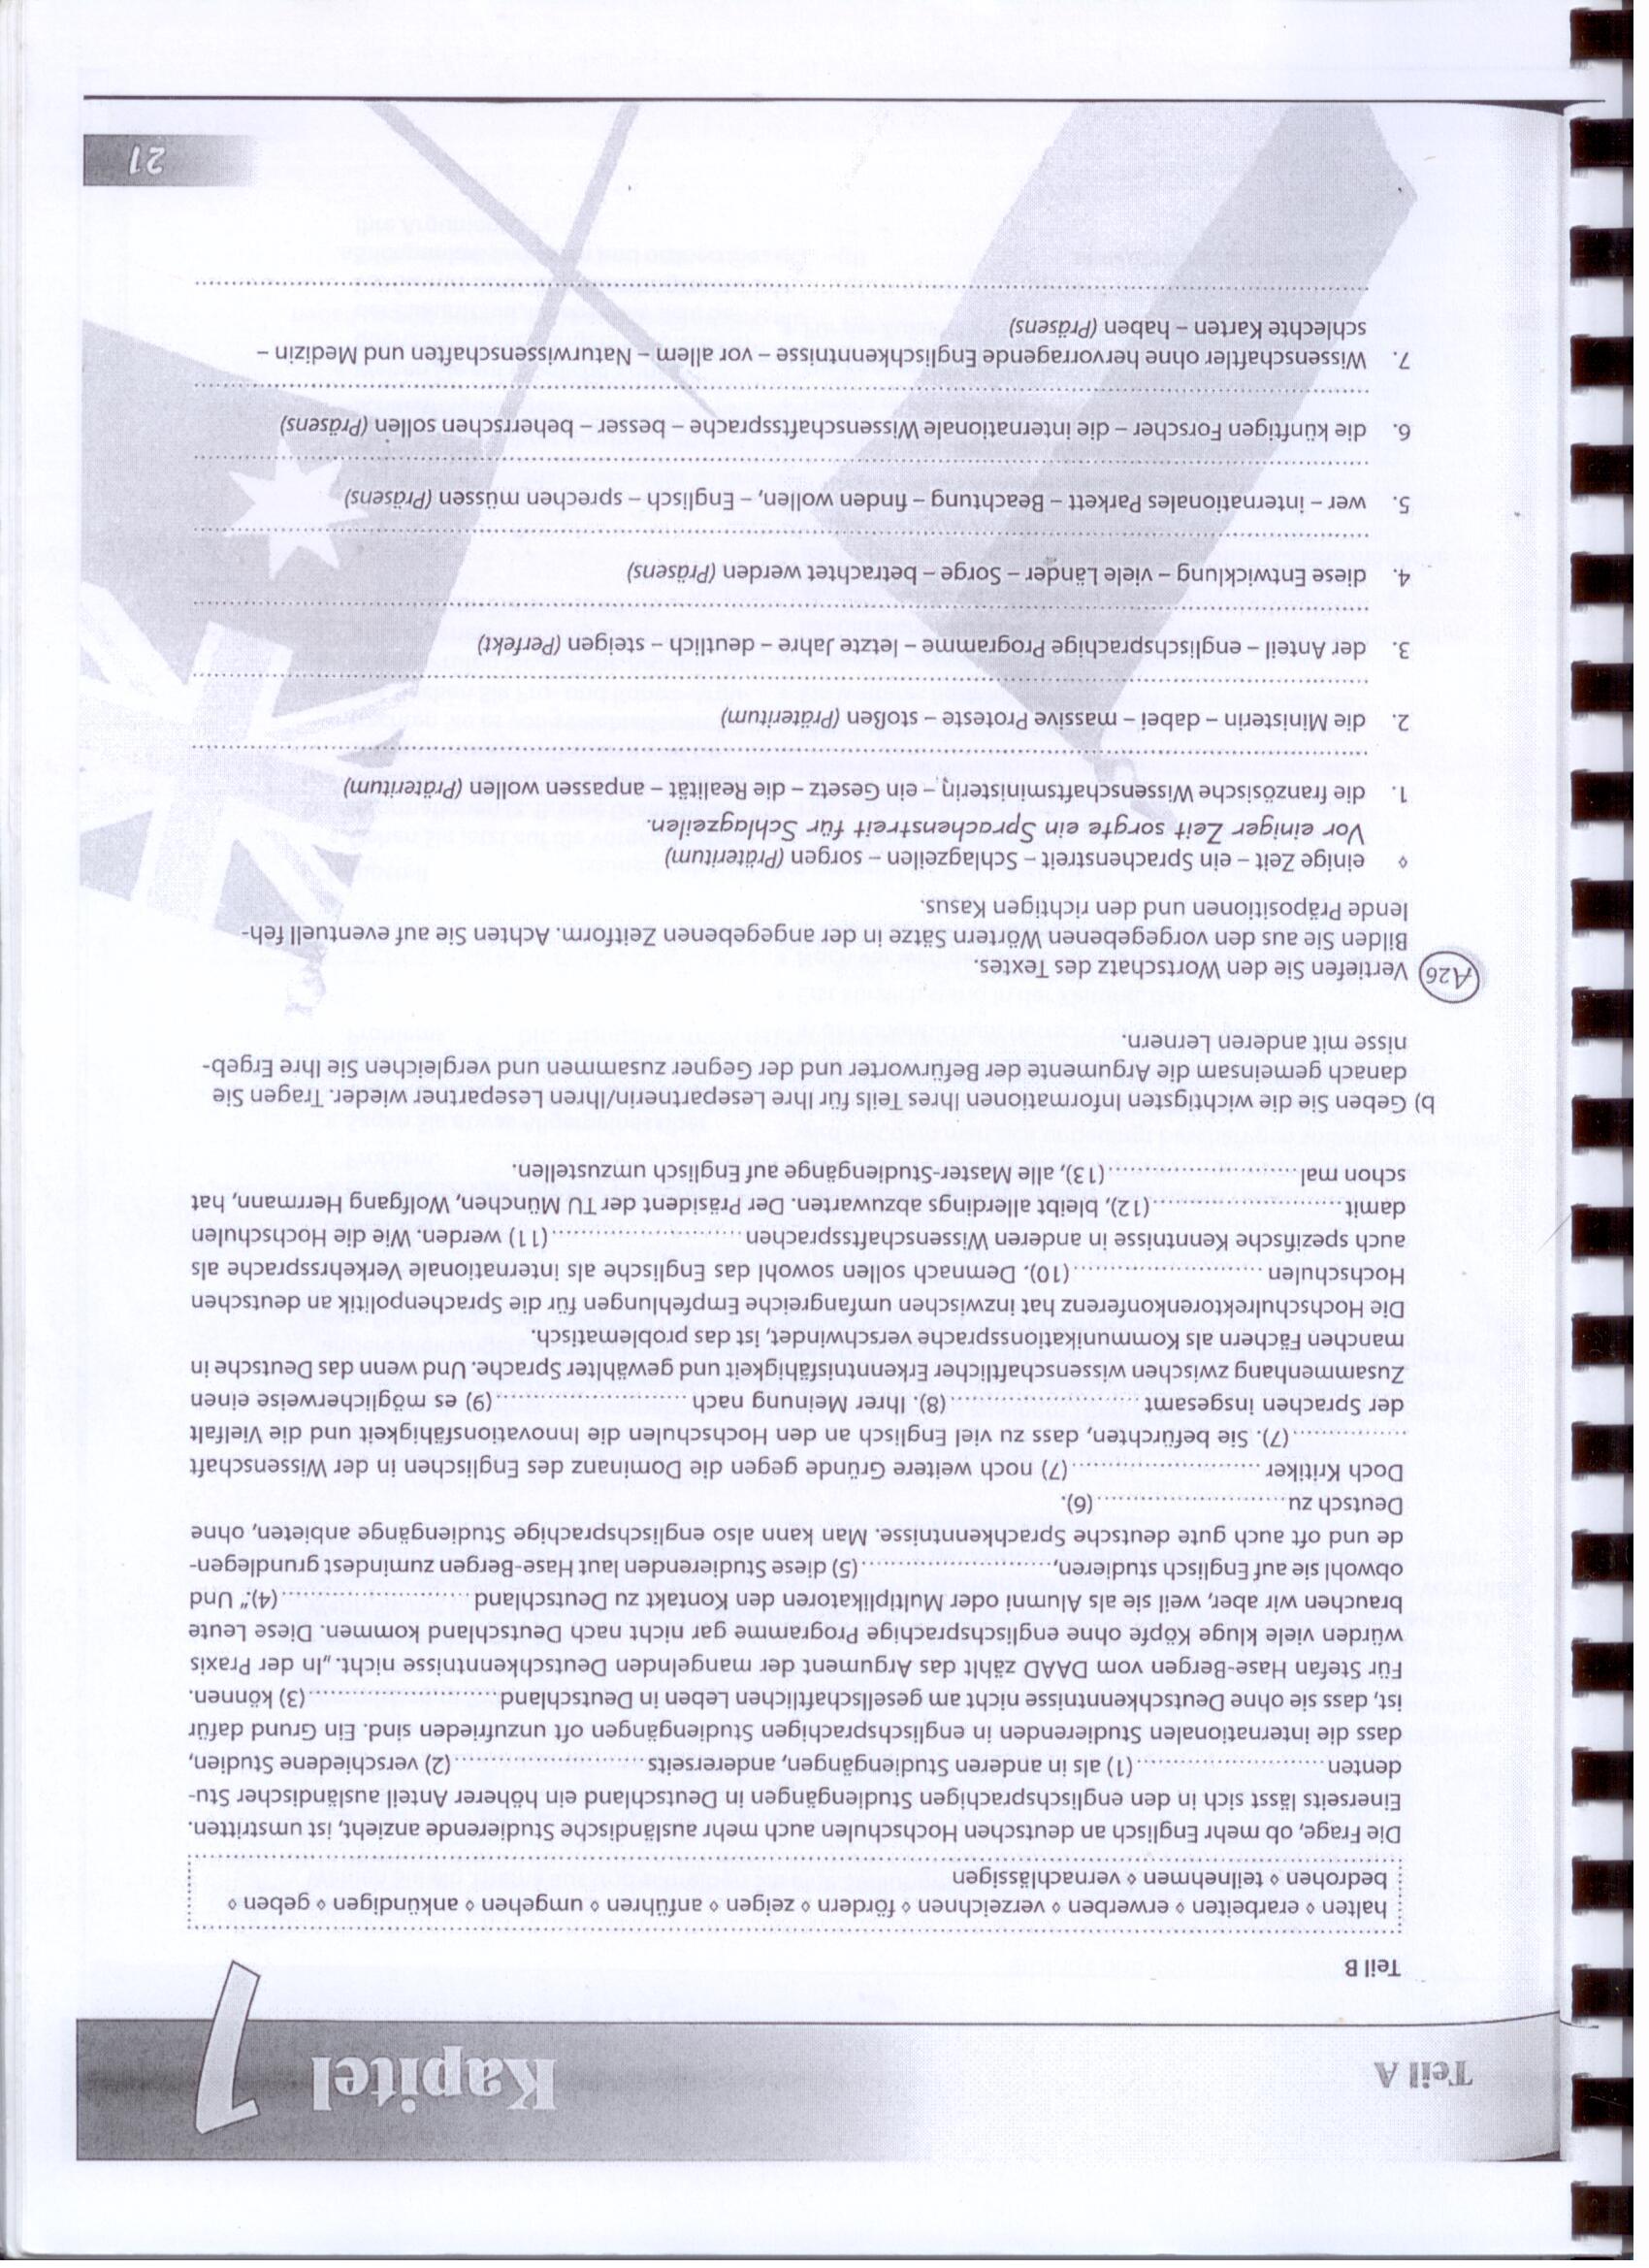 Teil A
Kapitel 1
Teil B
halten ⋄ erarbeiten ⋄ erwerben ⋄ verzeichnen ⋄ fördern ⋄ zeigen ⋄ anführen ⋄ umgehen ⋄ ankündigen ⋄ geben ⋄
bedrohen ⋄ teilnehmen ⋄ vernachlässigen
Die Frage, ob mehr Englisch an deutschen Hochschulen auch mehr ausländische Studierende anzieht, ist umstritten.
Einerseits lässt sich in den englischsprachigen Studiengängen in Deutschland ein höherer Anteil ausländischer Stu-
denten.......................... (1) als in anderen Studiengängen, andererseits.......................... (2) verschiedene Studien,
dass die internationalen Studierenden in englischsprachigen Studiengängen oft unzufrieden sind. Ein Grund dafür
ist, dass sie ohne Deutschkenntnisse nicht am gesellschaftlichen Leben in Deutschland.......................... (3) können.
Für Stefan Hase-Bergen vom DAAD zählt das Argument der mangelnden Deutschkenntnisse nicht. „In der Praxis
würden viele kluge Köpfe ohne englischsprachige Programme gar nicht nach Deutschland kommen. Diese Leute
brauchen wir aber, weil sie als Alumni oder Multiplikatoren den Kontakt zu Deutschland.......................... (4).“ Und
obwohl sie auf Englisch studieren,.......................... (5) diese Studierenden laut Hase-Bergen zumindest grundlegen-
de und oft auch gute deutsche Sprachkenntnisse. Man kann also englischsprachige Studiengänge anbieten, ohne
Deutsch zu.......................... (6).
Doch Kritiker.......................... (7) noch weitere Gründe gegen die Dominanz des Englischen in der Wissenschaft
................ (7). Sie befürchten, dass zu viel Englisch an den Hochschulen die Innovationsfähigkeit und die Vielfalt
der Sprachen insgesamt.......................... (8). Ihrer Meinung nach.......................... (9) es möglicherweise einen
Zusammenhang zwischen wissenschaftlicher Erkenntnisfähigkeit und gewählter Sprache. Und wenn das Deutsche in
manchen Fächern als Kommunikationssprache verschwindet, ist das problematisch.
Die Hochschulrektorenkonferenz hat inzwischen umfangreiche Empfehlungen für die Sprachenpolitik an deutschen
Hochschulen.......................... (10). Demnach sollen sowohl das Englische als internationale Verkehrssprache als
auch spezifische Kenntnisse in anderen Wissenschaftssprachen.......................... (11) werden. Wie die Hochschulen
damit.......................... (12), bleibt allerdings abzuwarten. Der Präsident der TU München, Wolfgang Herrmann, hat
schon mal.......................... (13), alle Master-Studiengänge auf Englisch umzustellen.
b) Geben Sie die wichtigsten Informationen Ihres Teils für Ihre Lesepartnerin/Ihren Lesepartner wieder. Tragen Sie
danach gemeinsam die Argumente der Befürworter und der Gegner zusammen und vergleichen Sie Ihre Ergeb-
nisse mit anderen Lernern.
A26 Vertiefen Sie den Wortschatz des Textes.
Bilden Sie aus den vorgegebenen Wörtern Sätze in der angegebenen Zeitform. Achten Sie auf eventuell feh-
lende Präpositionen und den richtigen Kasus.
⋄ einige Zeit – ein Sprachenstreit – Schlagzeilen – sorgen (Präteritum)
Vor einiger Zeit sorgte ein Sprachenstreit für Schlagzeilen.
1. die französische Wissenschaftsministerin – ein Gesetz – die Realität – anpassen wollen (Präteritum)
2. die Ministerin – dabei – massive Proteste – stoßen (Präteritum)
3. der Anteil – englischsprachige Programme – letzte Jahre – deutlich – steigen (Perfekt)
4. diese Entwicklung – viele Länder – Sorge – betrachtet werden (Präsens)
5. wer – internationales Parkett – Beachtung – finden wollen, – Englisch – sprechen müssen (Präsens)
6. die künftigen Forscher – die internationale Wissenschaftssprache – besser – beherrschen sollen (Präsens)
7. Wissenschaftler ohne hervorragende Englischkenntnisse – vor allem – Naturwissenschaften und Medizin –
schlechte Karten – haben (Präsens)
21